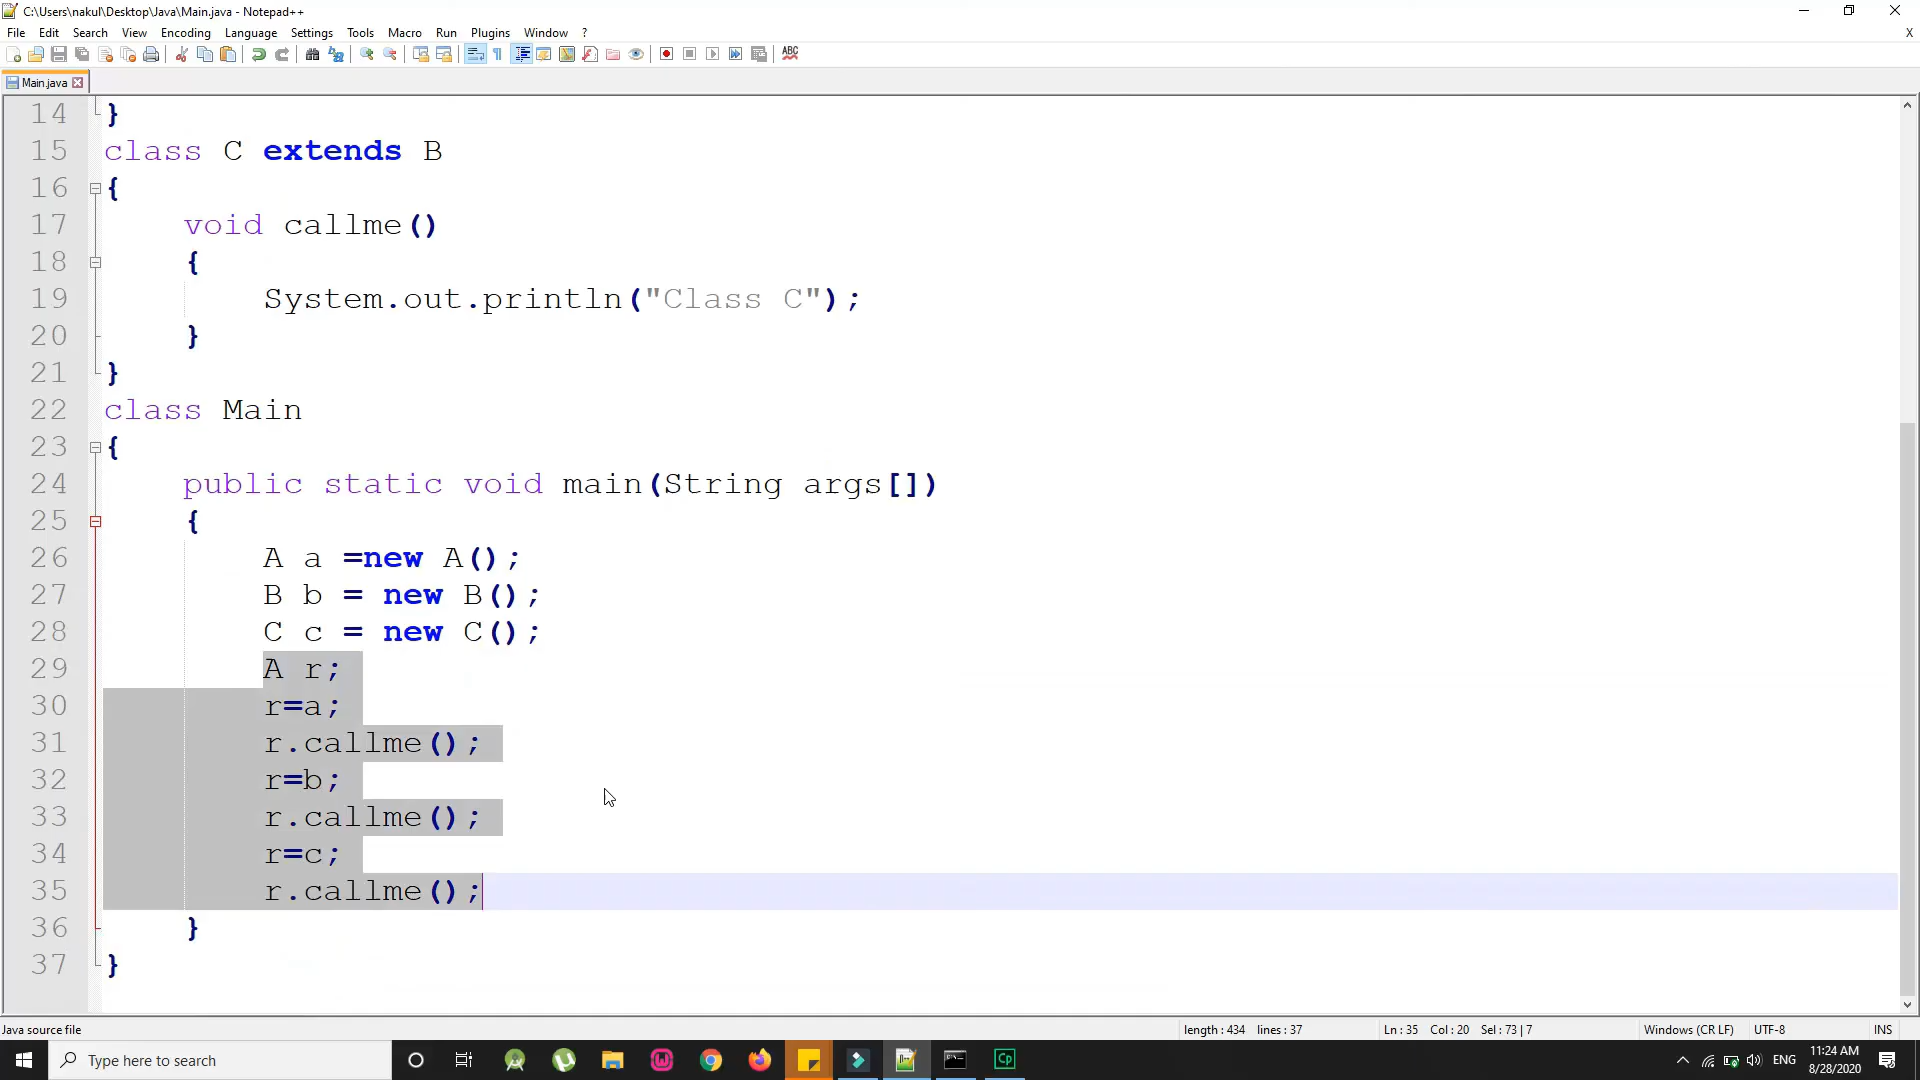 C:\Users\nakul\Desktop\Java\Main.java - Notepad++
File Edit Search View Encoding Language Settings Tools Macro Run Plugins Window ? X
ABC
Main.java
14 }
15 class C extends B
16 {
17 void callme()
18 {
19 System.out.println("Class C");
20 }
21 }
22 class Main
23 {
24 public static void main(String args[])
25 {
26 A a =new A();
27 B b = new B();
28 C c = new C();
29 A r;
30 r=a;
31 r.callme();
32 r=b;
33 r.callme();
34 r=c;
35 r.callme();
36 }
37 }
Java source file length : 434 lines : 37 Ln : 35 Col : 20 Sel : 73 | 7 Windows (CR LF) UTF-8 INS
Type here to search Cp ENG 11:24 AM
8/28/2020